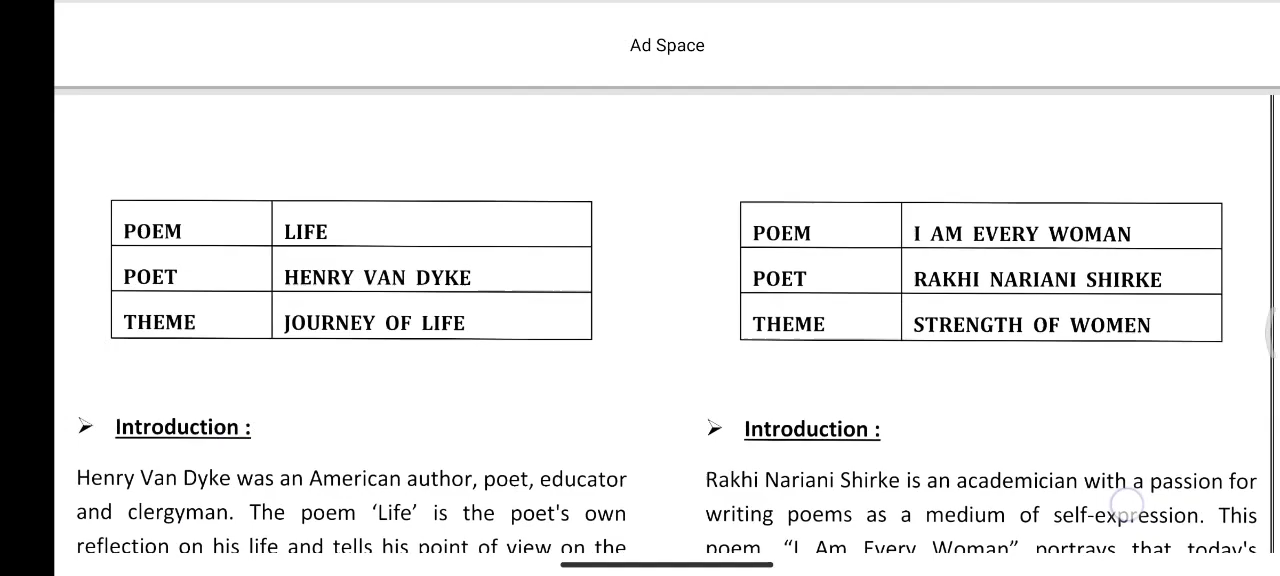 Ad Space
POEM LIFE
POET HENRY VAN DYKE
THEME JOURNEY OF LIFE
Introduction :
Henry Van Dyke was an American author, poet, educator
and clergyman. The poem ‘Life’ is the poet's own
reflection on his life and tells his point of view on the
POEM I AM EVERY WOMAN
POET RAKHI NARIANI SHIRKE
THEME STRENGTH OF WOMEN
Introduction :
Rakhi Nariani Shirke is an academician with a passion for
writing poems as a medium of self-expression. This
poem, “I Am Every Woman” portrays that today's